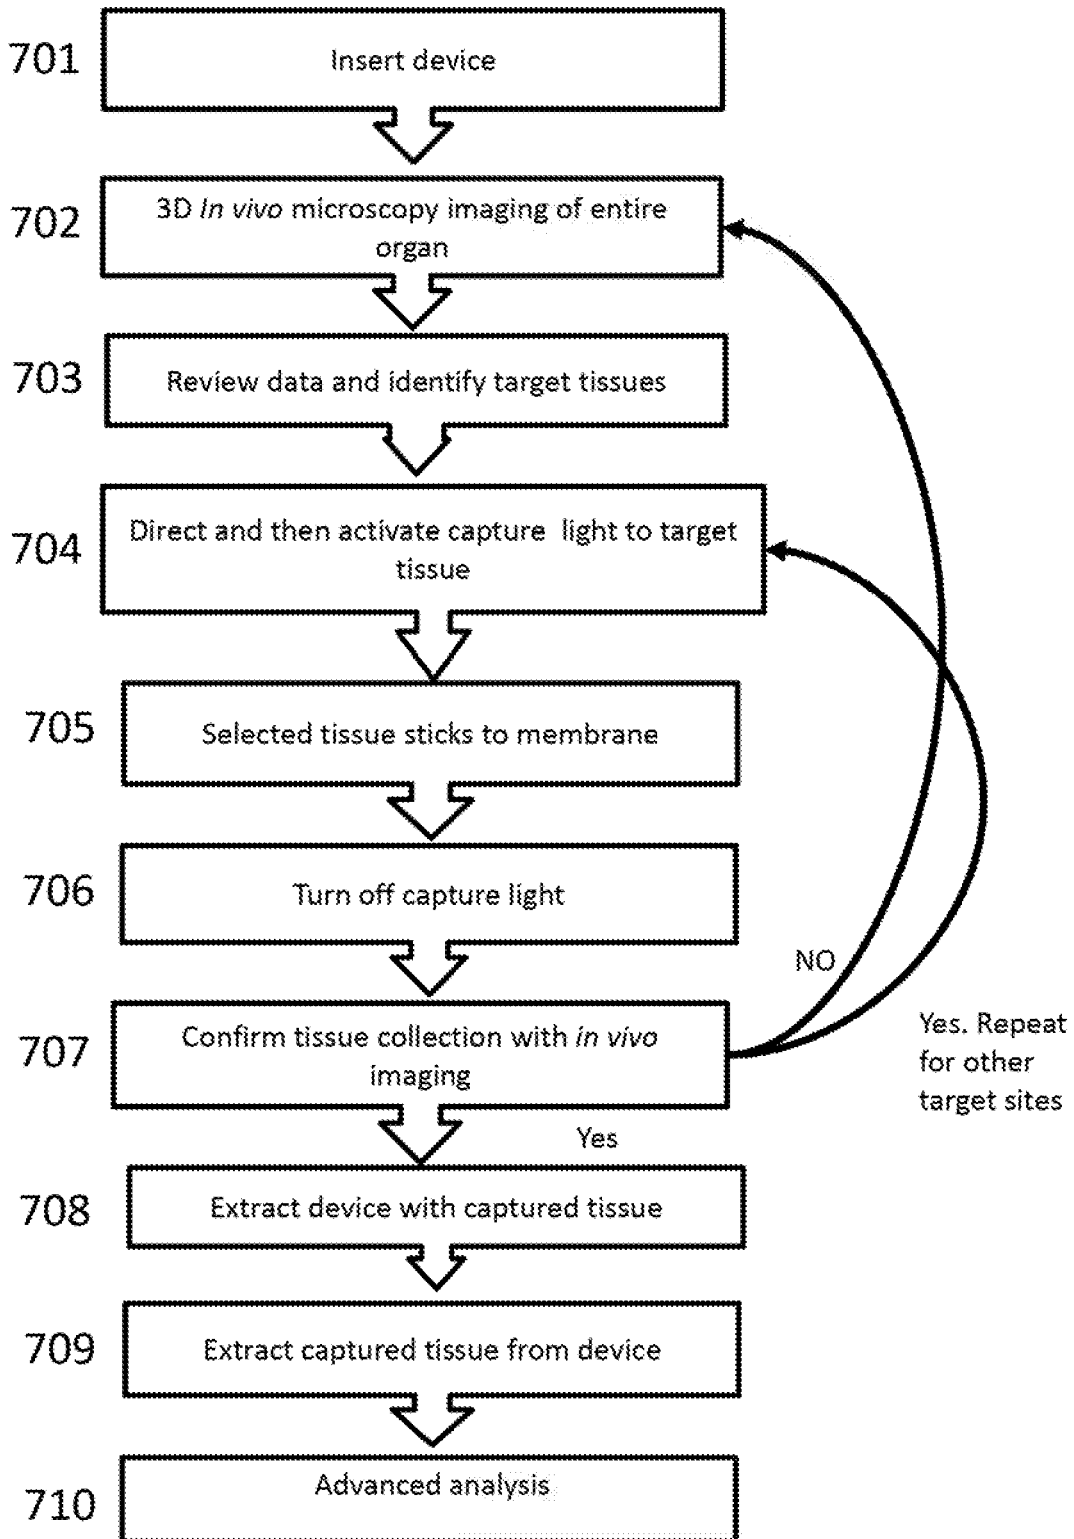 701
Insert device
702
3D In vivo microscopy imaging of entire
organ
703
Review data and identify target tissues
704
Direct and then activate capture light to target
tissue
705
Selected tissue sticks to membrane
706
Turn off capture light
NO
707
Confirm tissue collection with in vivo
imaging
Yes. Repeat
for other
target sites
Yes
708
Extract device with captured tissue
709
Extract captured tissue from device
710
Advanced analysis